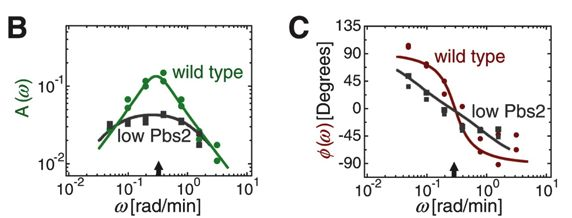 B
A(ω)
10⁻¹
10⁻²
wild type
low Pbs2
10⁻² 10⁻¹ 10⁰ 10¹
ω[rad/min]
C
ϕ(ω) [Degrees]
135
90
45
0
-45
-90
wild type
low Pbs2
10⁻² 10⁻¹ 10⁰ 10¹
ω[rad/min]